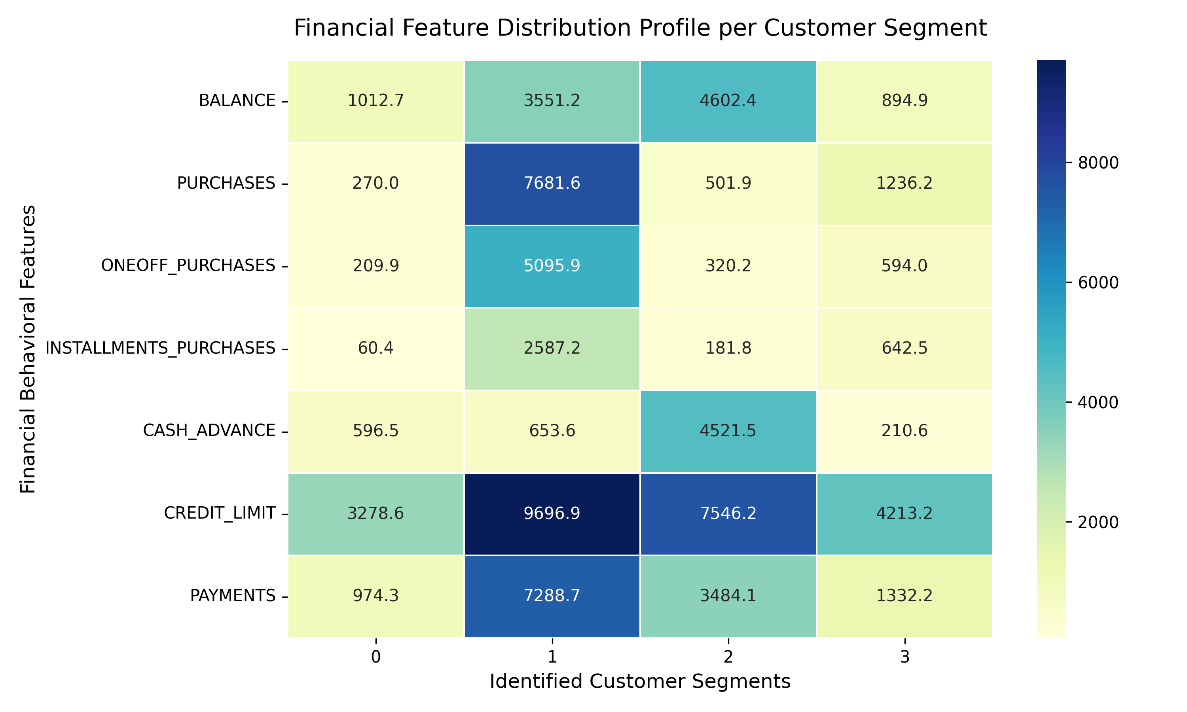 Financial Feature Distribution Profile per Customer Segment
BALANCE 1012.7 3551.2 4602.4 894.9
PURCHASES 270.0 7681.6 501.9 1236.2
ONEOFF_PURCHASES 209.9 5095.9 320.2 594.0
INSTALLMENTS_PURCHASES 60.4 2587.2 181.8 642.5
CASH_ADVANCE 596.5 653.6 4521.5 210.6
CREDIT_LIMIT 3278.6 9696.9 7546.2 4213.2
PAYMENTS 974.3 7288.7 3484.1 1332.2
0 1 2 3
Identified Customer Segments
Financial Behavioral Features
8000
6000
4000
2000